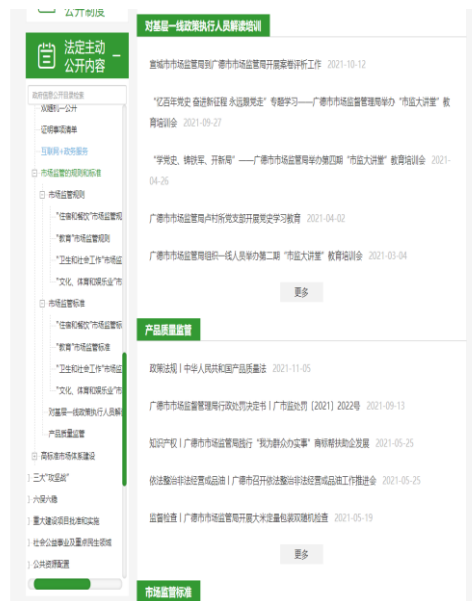 公开制度
法定主动
公开内容
政府信息公开目录检索
双随机一公开
证明事项清单
互联网+政务服务
市场监管的规则和标准
市场监管规则
"住宿和餐饮"市场监管规
"教育"市场监管规则
"卫生和社会工作"市场监
"文化、体育和娱乐业"市
市场监管标准
"住宿和餐饮"市场监管标
"教育"市场监管标准
"卫生和社会工作"市场监
"文化、体育和娱乐业"市
对基层一线政策执行人员解
产品质量监管
高标准市场体系建设
三大"攻坚战"
六保六稳
重大建设项目批准和实施
社会公益事业及重点民生领域
公共资源配置
对基层一线政策执行人员解读培训
宣城市市场监管局到广德市市场监管局开展案卷评析工作 2021-10-12
"忆百年党史 奋进新征程 永远跟党走"专题学习——广德市市场监督管理局举办"市监大讲堂"教
育培训会 2021-09-27
"学党史、铸铁军、开新局"——广德市市场监管局举办第四期"市监大讲堂"教育培训会 2021-
04-26
广德市市场监管局卢村所党支部开展党史学习教育 2021-04-02
广德市市场监管局组织一线人员举办第二期"市监大讲堂"教育培训会 2021-03-04
更多
产品质量监管
政策法规丨中华人民共和国产品质量法 2021-11-05
广德市市场监督管理局行政处罚决定书丨广市监处罚〔2021〕2022号 2021-09-13
知识产权丨广德市市场监管局践行"我为群众办实事"商标帮扶助企发展 2021-05-25
依法整治非法经营成品油丨广德市召开依法整治非法经营成品油工作推进会 2021-05-25
监督检查丨广德市市场监管局开展大米定量包装双随机检查 2021-05-19
更多
市场监管标准